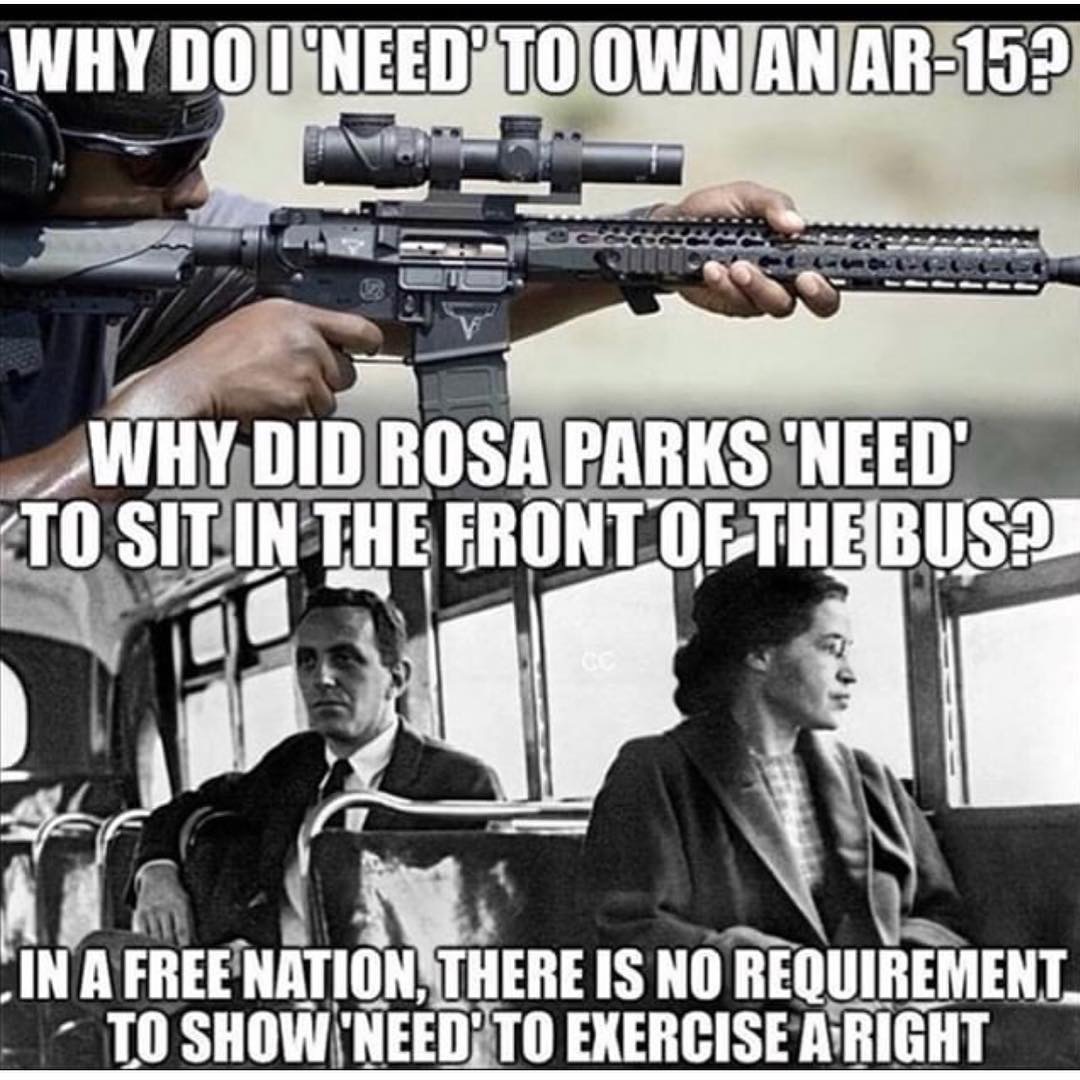 WHY DO I 'NEED' TO OWN AN AR-15?
WHY DID ROSA PARKS 'NEED'
TO SIT IN THE FRONT OF THE BUS?
CC
IN A FREE NATION, THERE IS NO REQUIREMENT
TO SHOW 'NEED' TO EXERCISE A RIGHT